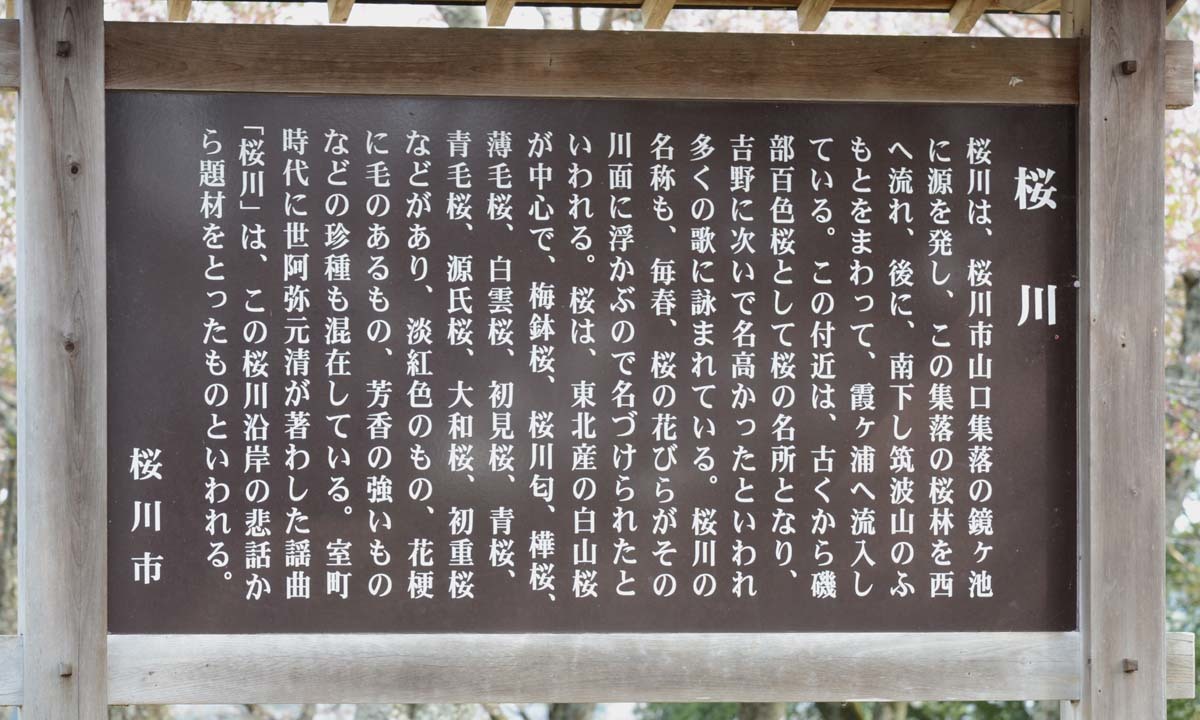 桜川
桜川は、桜川市山口集落の鏡ヶ池
に源を発し、この集落の桜林を西
へ流れ、後に、南下し筑波山のふ
もとをまわって、霞ヶ浦へ流入し
ている。この付近は、古くから磯
部百色桜として桜の名所となり、
吉野に次いで名高かったといわれ
多くの歌に詠まれている。桜川の
名称も、毎春、桜の花びらがその
川面に浮かぶので名づけられたと
いわれる。桜は、東北産の白山桜
が中心で、梅鉢桜、桜川匂、樺桜、
薄毛桜、白雲桜、初見桜、青桜、
青毛桜、源氏桜、大和桜、初重桜
などがあり、淡紅色のもの、花梗
に毛のあるもの、芳香の強いもの
などの珍種も混在している。室町
時代に世阿弥元清が著わした謡曲
「桜川」は、この桜川沿岸の悲話か
ら題材をとったものといわれる。
桜川市